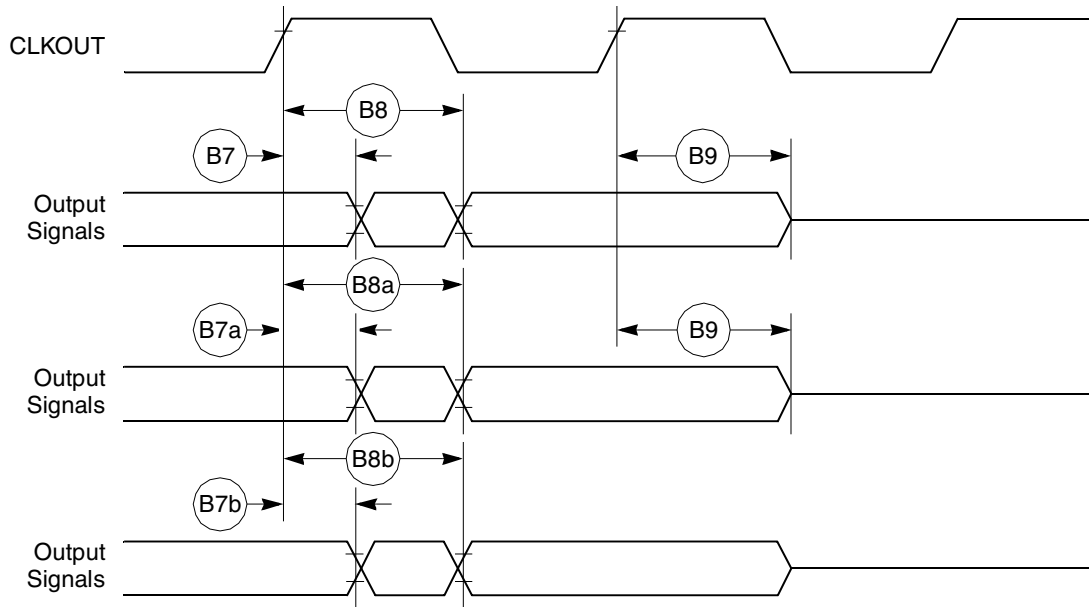 CLKOUT
B8
B7
B9
Output
Signals
B8a
B7a
B9
Output
Signals
B8b
B7b
Output
Signals